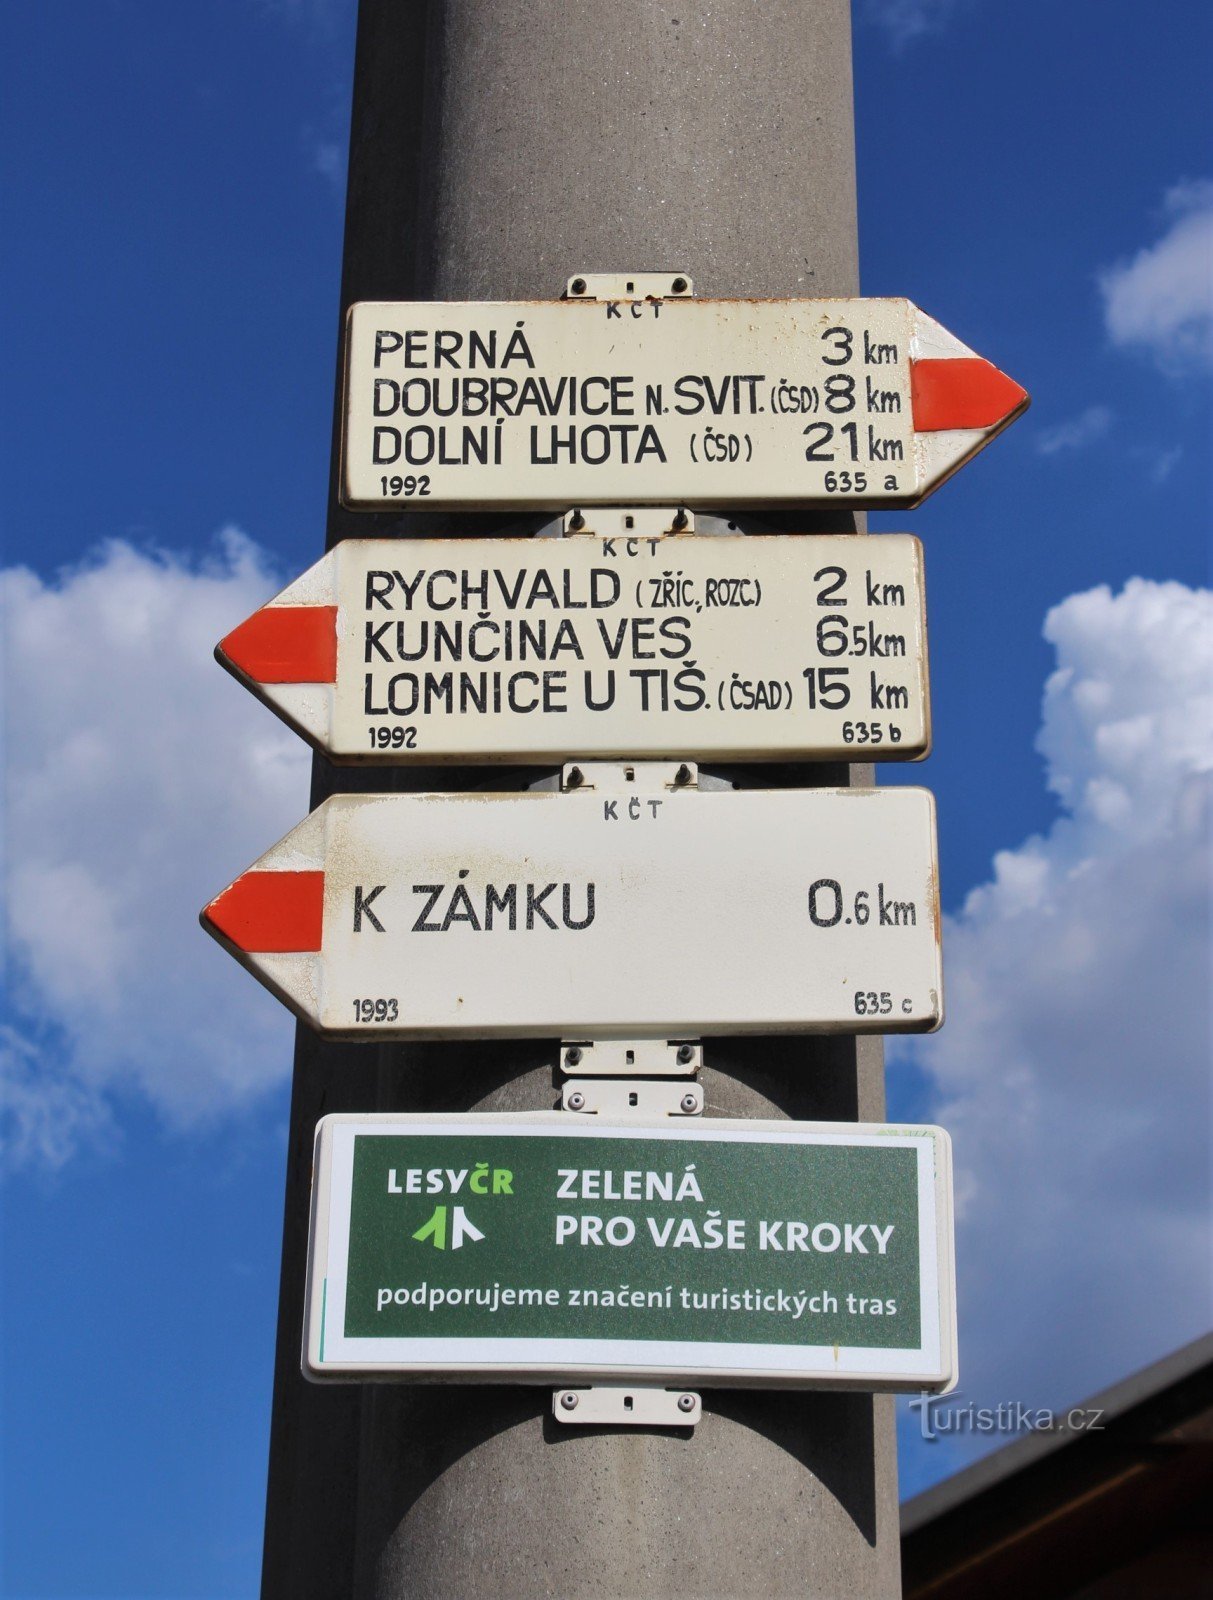 KČT
PERNÁ 3 km
DOUBRAVICE N. SVIT. (ČSD) 8 km
DOLNÍ LHOTA (ČSD) 21 km
1992 635 a
KČT
RYCHVALD (ZŘÍC., ROZC.) 2 km
KUNČINA VES 6.5 km
LOMNICE U TIŠ. (ČSAD) 15 km
1992 635 b
KČT
K ZÁMKU 0.6 km
1993 635 c
LESYČR ZELENÁ
PRO VAŠE KROKY
podporujeme značení turistických tras
Turistika.cz